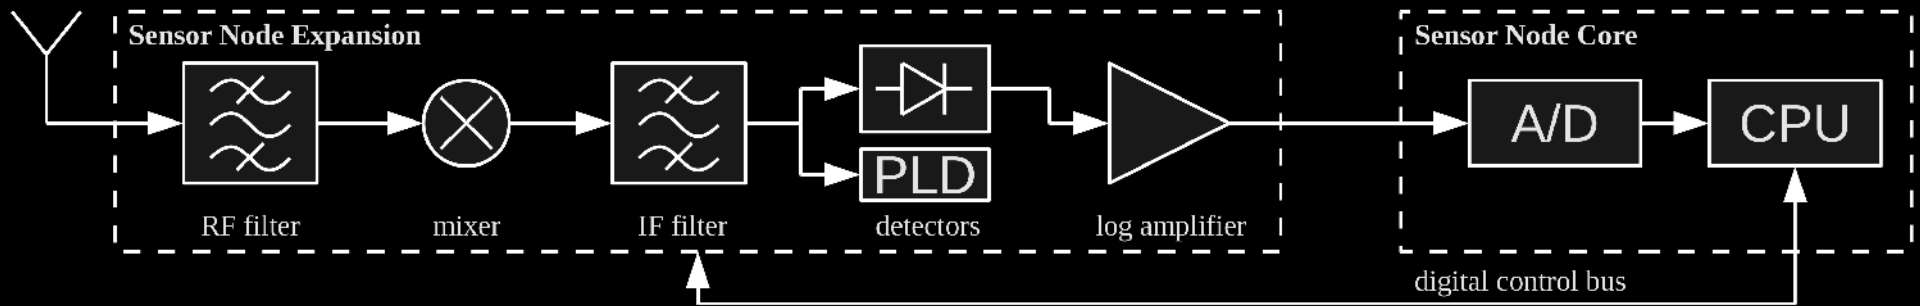 Sensor Node Expansion
Sensor Node Core
A/D
CPU
PLD
RF filter
mixer
IF filter
detectors
log amplifier
digital control bus